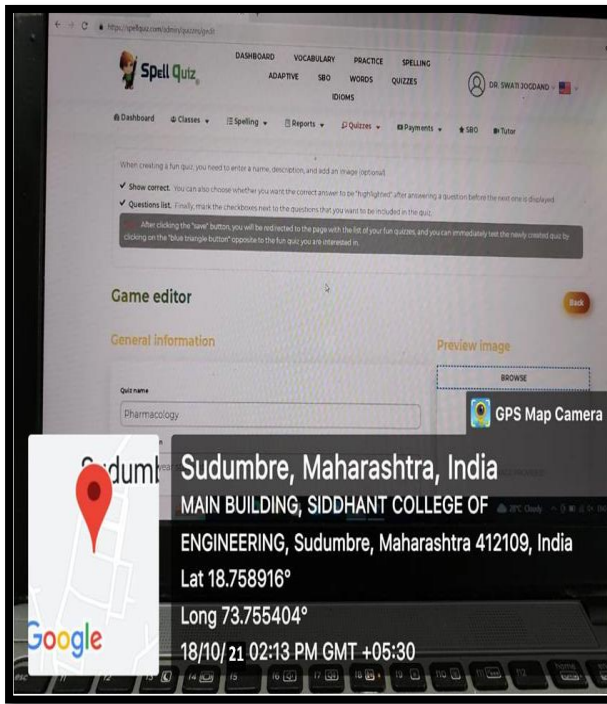 https://spellquiz.com/admin/quizzes/gedit
Spell Quiz
DASHBOARD VOCABULARY PRACTICE SPELLING
ADAPTIVE SBO WORDS QUIZZES
IDIOMS
DR. SWATI JOGDAND
Dashboard Classes Spelling Reports Quizzes Payments SBO Tutor
When creating a fun quiz, you need to enter a name, description, and add an image (optional).
Show correct. You can also choose whether you want the correct answer to be "highlighted" after answering a question before the next one is displayed.
Questions list. Finally, mark the checkboxes next to the questions that you want to be included in the quiz.
After clicking the "save" button, you will be redirected to the page with the list of your fun quizzes, and you can immediately test the newly created quiz by
clicking on the "blue triangle button" opposite to the fun quiz you are interested in.
Game editor
Back
General information
Preview image
BROWSE
Quiz name
Pharmacology
GPS Map Camera
Sudumbre, Maharashtra, India
MAIN BUILDING, SIDDHANT COLLEGE OF
ENGINEERING, Sudumbre, Maharashtra 412109, India
Lat 18.758916°
Long 73.755404°
18/10/21 02:13 PM GMT +05:30
Google